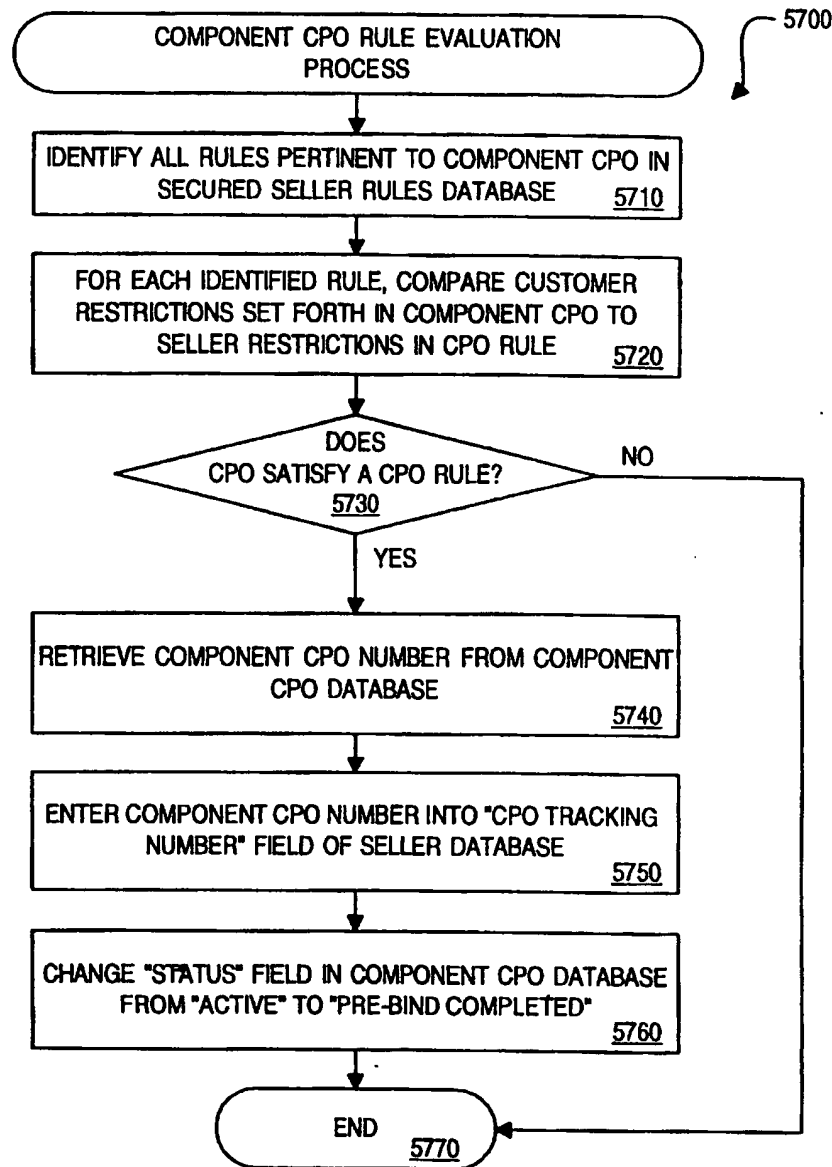 5700
COMPONENT CPO RULE EVALUATION
PROCESS
IDENTIFY ALL RULES PERTINENT TO COMPONENT CPO IN
SECURED SELLER RULES DATABASE 5710
FOR EACH IDENTIFIED RULE, COMPARE CUSTOMER
RESTRICTIONS SET FORTH IN COMPONENT CPO TO
SELLER RESTRICTIONS IN CPO RULE 5720
DOES
CPO SATISFY A CPO RULE?
5730
NO
YES
RETRIEVE COMPONENT CPO NUMBER FROM COMPONENT
CPO DATABASE
5740
ENTER COMPONENT CPO NUMBER INTO "CPO TRACKING
NUMBER" FIELD OF SELLER DATABASE
5750
CHANGE "STATUS" FIELD IN COMPONENT CPO DATABASE
FROM "ACTIVE" TO "PRE-BIND COMPLETED"
5760
END
5770